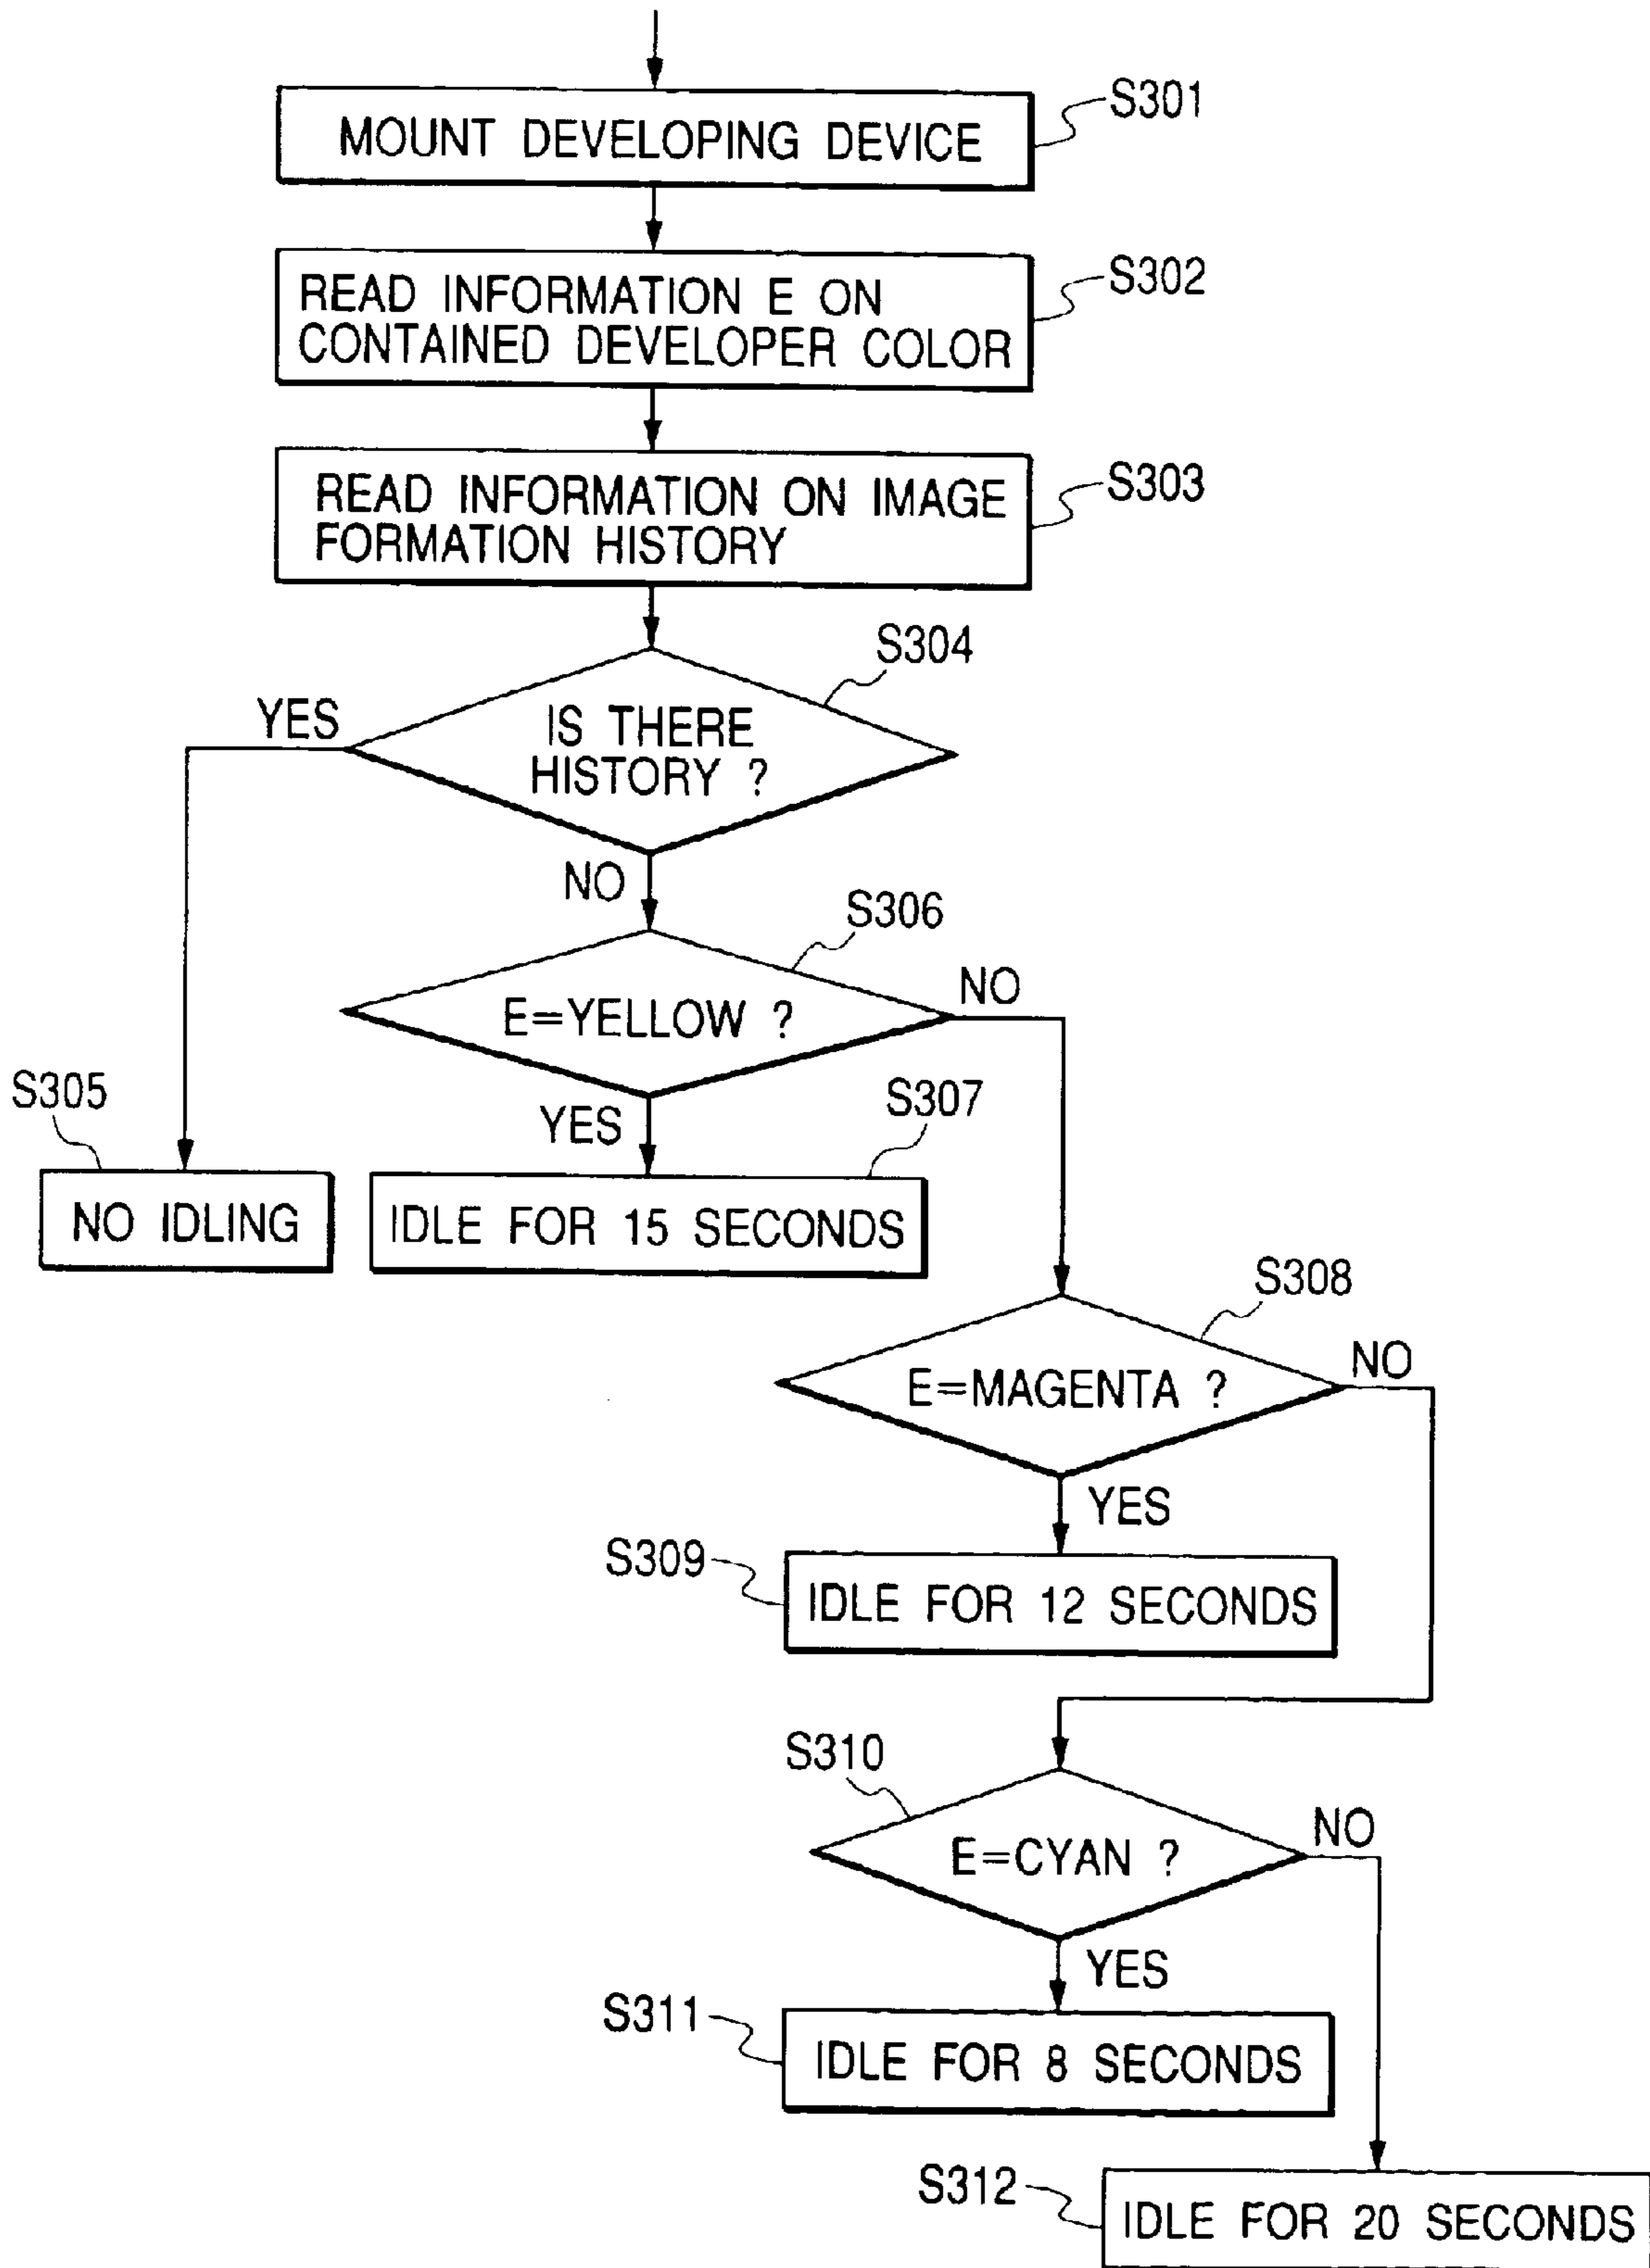 S301
MOUNT DEVELOPING DEVICE
S302
READ INFORMATION E ON
CONTAINED DEVELOPER COLOR
S303
READ INFORMATION ON IMAGE
FORMATION HISTORY
S304
YES
IS THERE
HISTORY ?
NO
S306
NO
E=YELLOW ?
S305
S307
YES
NO IDLING
IDLE FOR 15 SECONDS
S308
NO
E=MAGENTA ?
YES
S309
IDLE FOR 12 SECONDS
S310
NO
E=CYAN ?
YES
S311
IDLE FOR 8 SECONDS
S312
IDLE FOR 20 SECONDS